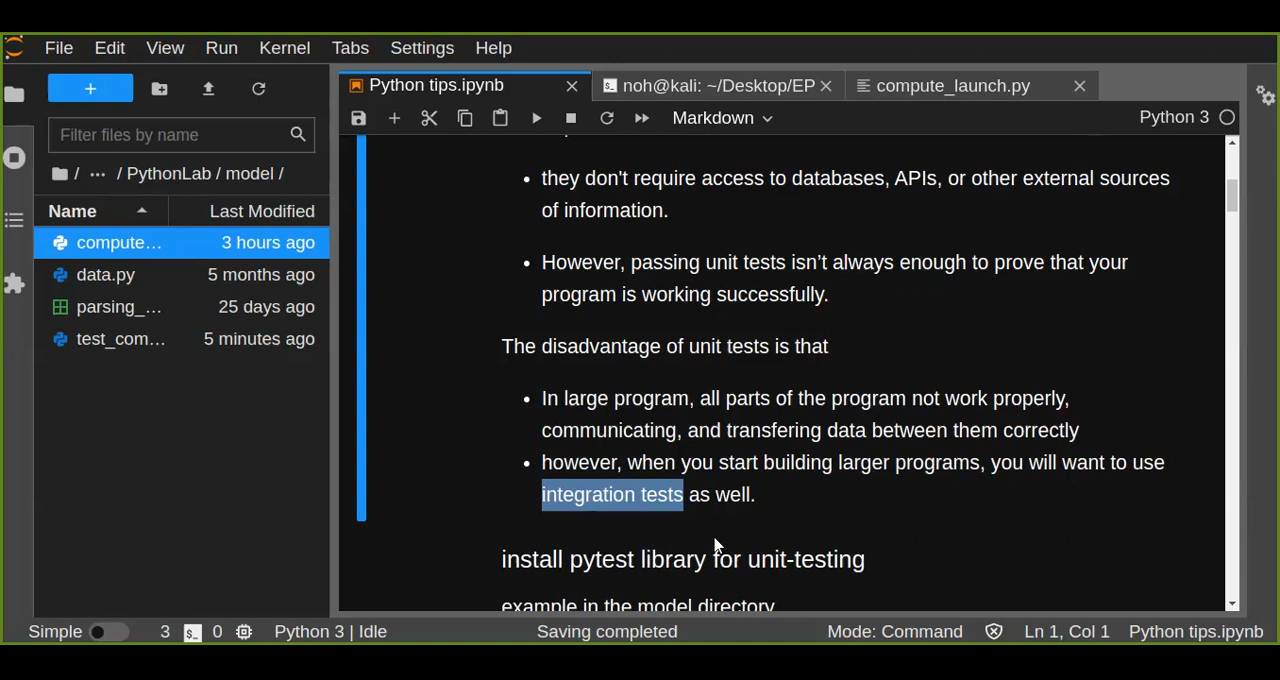 File Edit View Run Kernel Tabs Settings Help
+
Python tips.ipynb
noh@kali: ~/Desktop/EP
compute_launch.py
Markdown
Python 3
Filter files by name
/ ... / PythonLab / model /
Name Last Modified
compute... 3 hours ago
data.py 5 months ago
parsing_... 25 days ago
test_com... 5 minutes ago
• they don't require access to databases, APIs, or other external sources
of information.
• However, passing unit tests isn’t always enough to prove that your
program is working successfully.
The disadvantage of unit tests is that
• In large program, all parts of the program not work properly,
communicating, and transfering data between them correctly
• however, when you start building larger programs, you will want to use
integration tests as well.
install pytest library for unit-testing
example in the model directory
Simple 3 $_ 0 Python 3 | Idle Saving completed Mode: Command Ln 1, Col 1 Python tips.ipynb